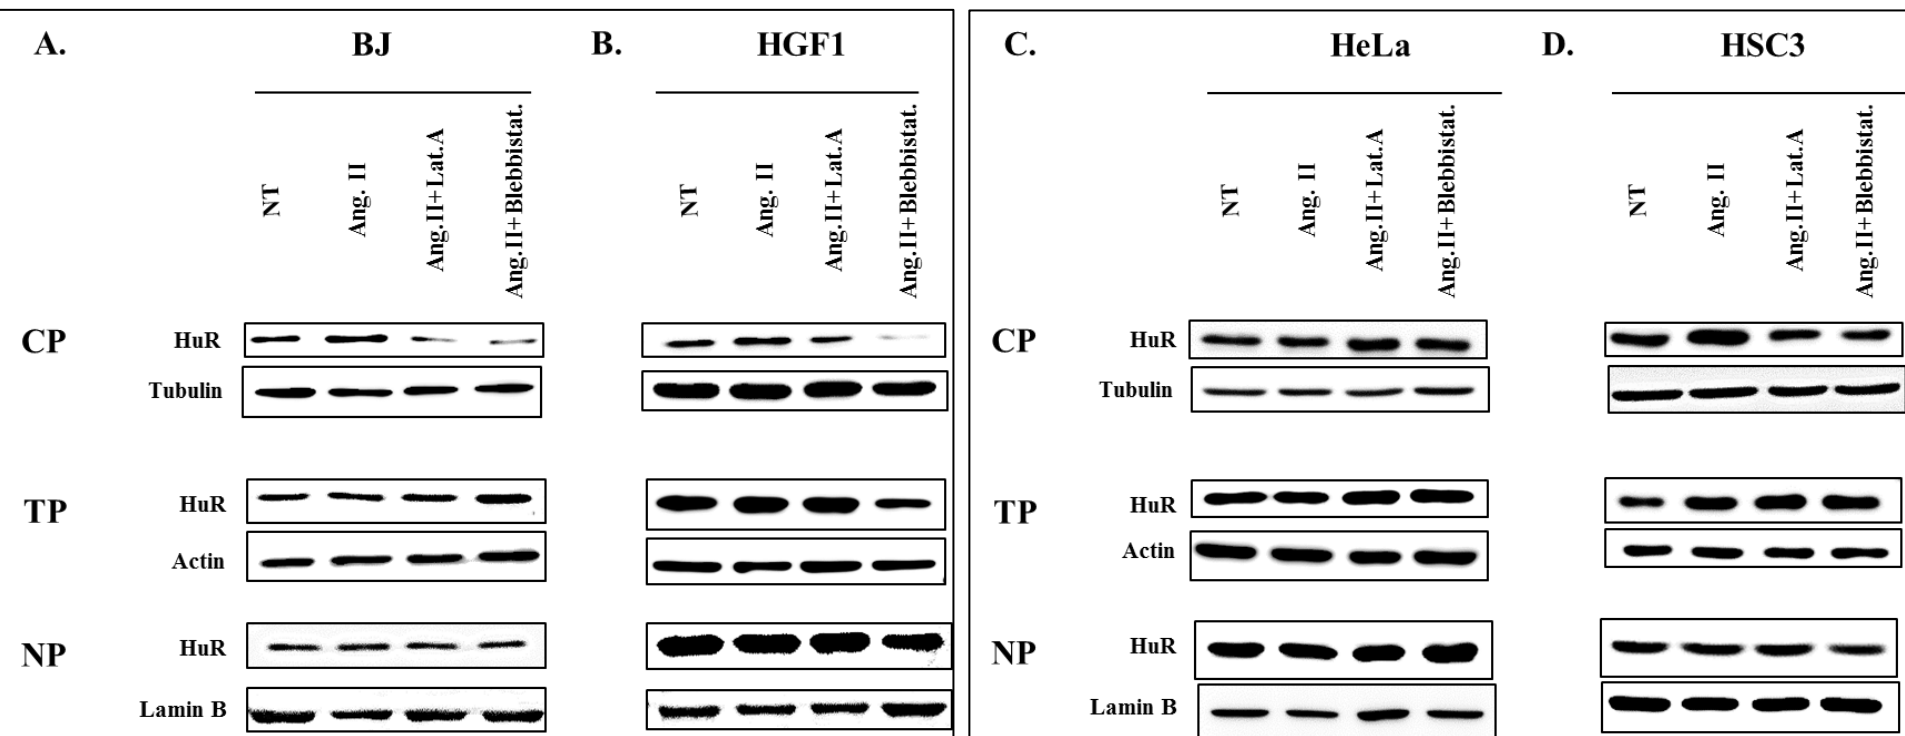 A. BJ B. HGF1 C. HeLa D. HSC3
NT Ang. II Ang.II+Lat.A Ang.II+Blebbistat. NT Ang. II Ang.II+Lat.A Ang.II+Blebbistat. NT Ang. II Ang.II+Lat.A Ang.II+Blebbistat. NT Ang. II Ang.II+Lat.A Ang.II+Blebbistat.
CP HuR CP HuR
Tubulin Tubulin
TP HuR TP HuR
Actin Actin
NP HuR NP HuR
Lamin B Lamin B